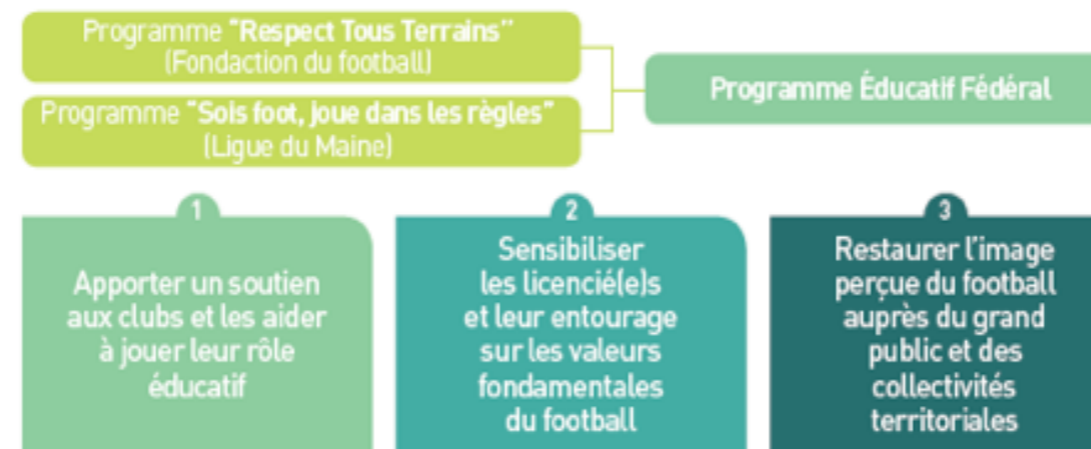 Programme "Respect Tous Terrains"
(Fondaction du football)
Programme "Sois foot, joue dans les règles"
(Ligue du Maine)
Programme Éducatif Fédéral
1
Apporter un soutien
aux clubs et les aider
à jouer leur rôle
éducatif
2
Sensibiliser
les licencié(e)s
et leur entourage
sur les valeurs
fondamentales
du football
3
Restaurer l'image
perçue du football
auprès du grand
public et des
collectivités
territoriales